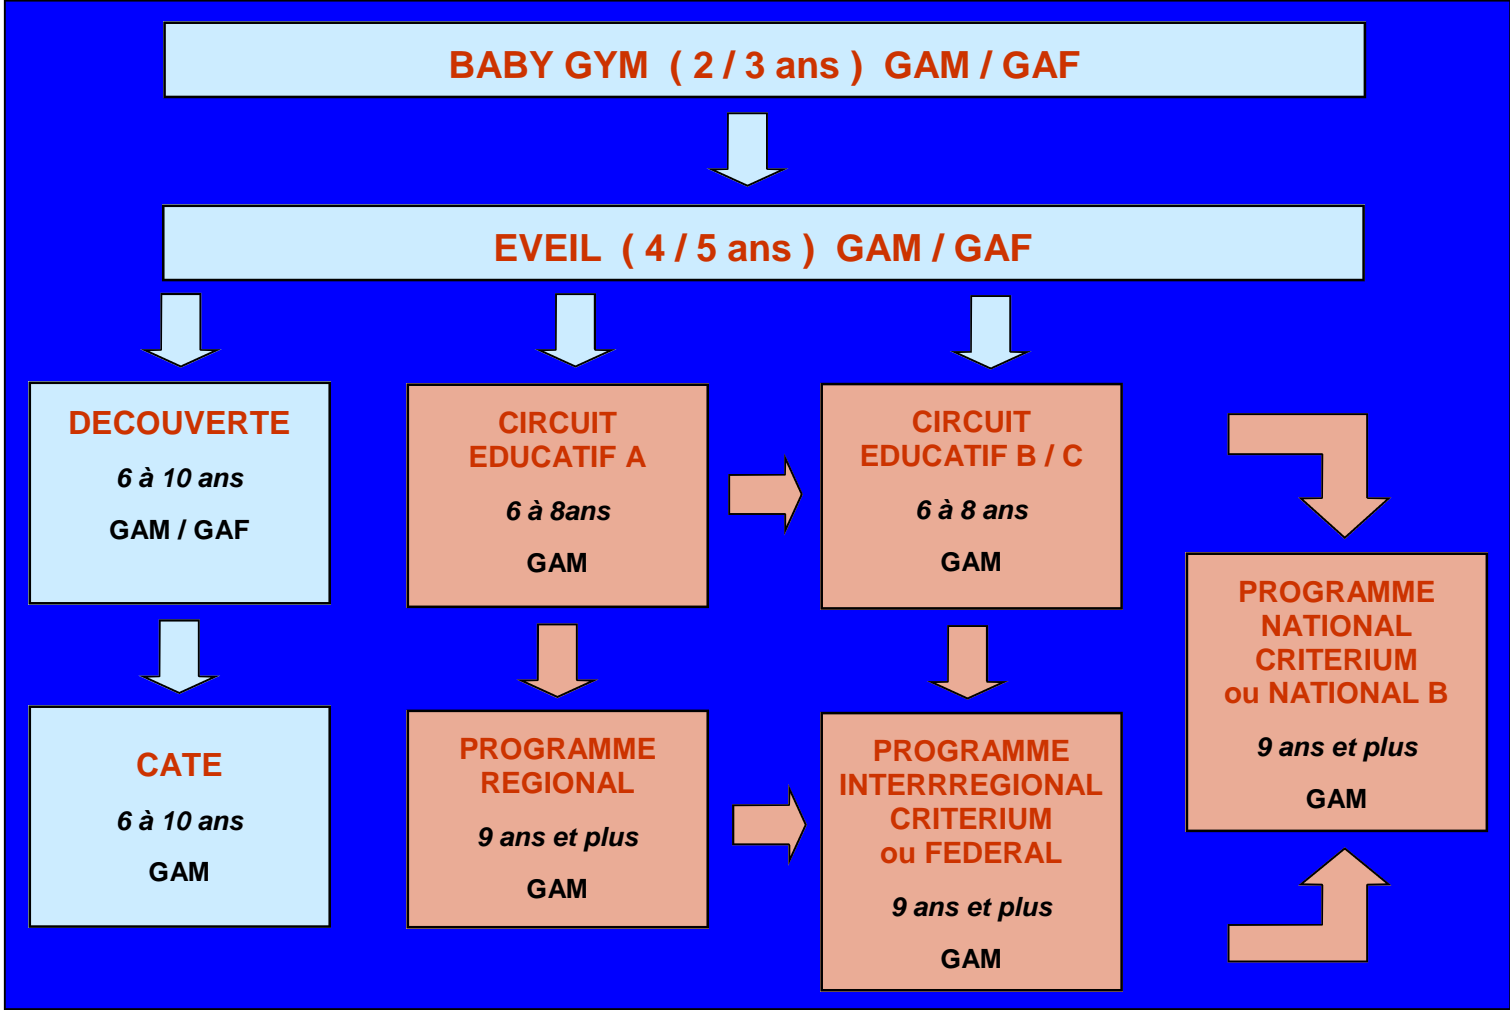 BABY GYM ( 2 / 3 ans ) GAM / GAF
EVEIL ( 4 / 5 ans ) GAM / GAF
DECOUVERTE
6 à 10 ans
GAM / GAF
CIRCUIT
EDUCATIF A
6 à 8ans
GAM
CIRCUIT
EDUCATIF B / C
6 à 8 ans
GAM
PROGRAMME
NATIONAL
CRITERIUM
ou NATIONAL B
9 ans et plus
GAM
CATE
6 à 10 ans
GAM
PROGRAMME
REGIONAL
9 ans et plus
GAM
PROGRAMME
INTERRREGIONAL
CRITERIUM
ou FEDERAL
9 ans et plus
GAM